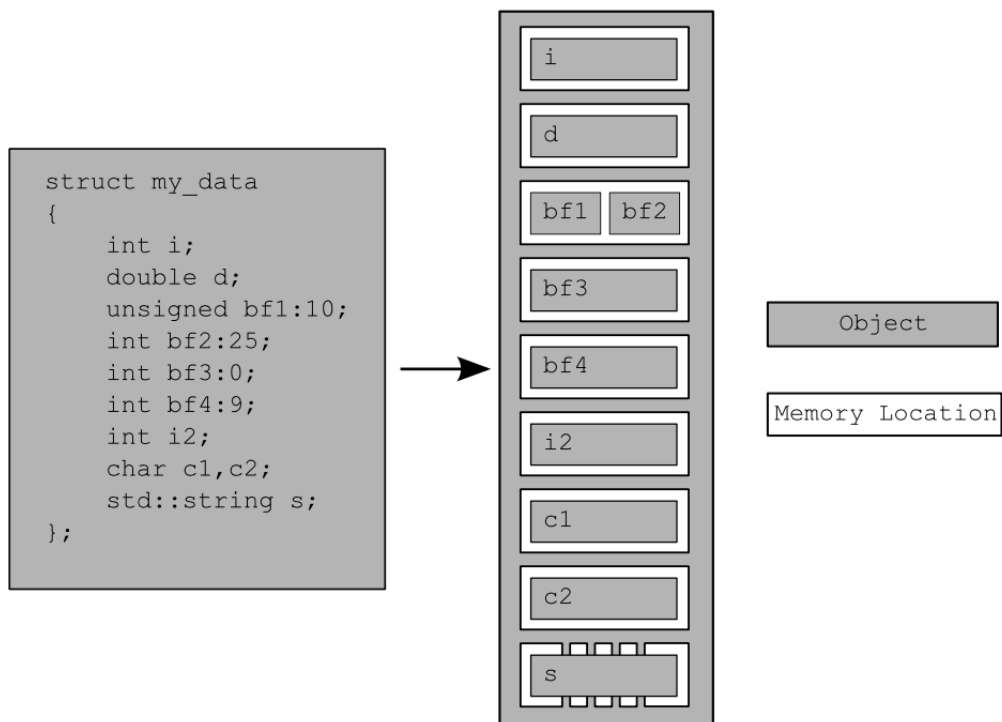 struct my_data
{
int i;
double d;
unsigned bf1:10;
int bf2:25;
int bf3:0;
int bf4:9;
int i2;
char c1,c2;
std::string s;
};
i
d
bf1 bf2
bf3
bf4
i2
c1
c2
s
Object
Memory Location